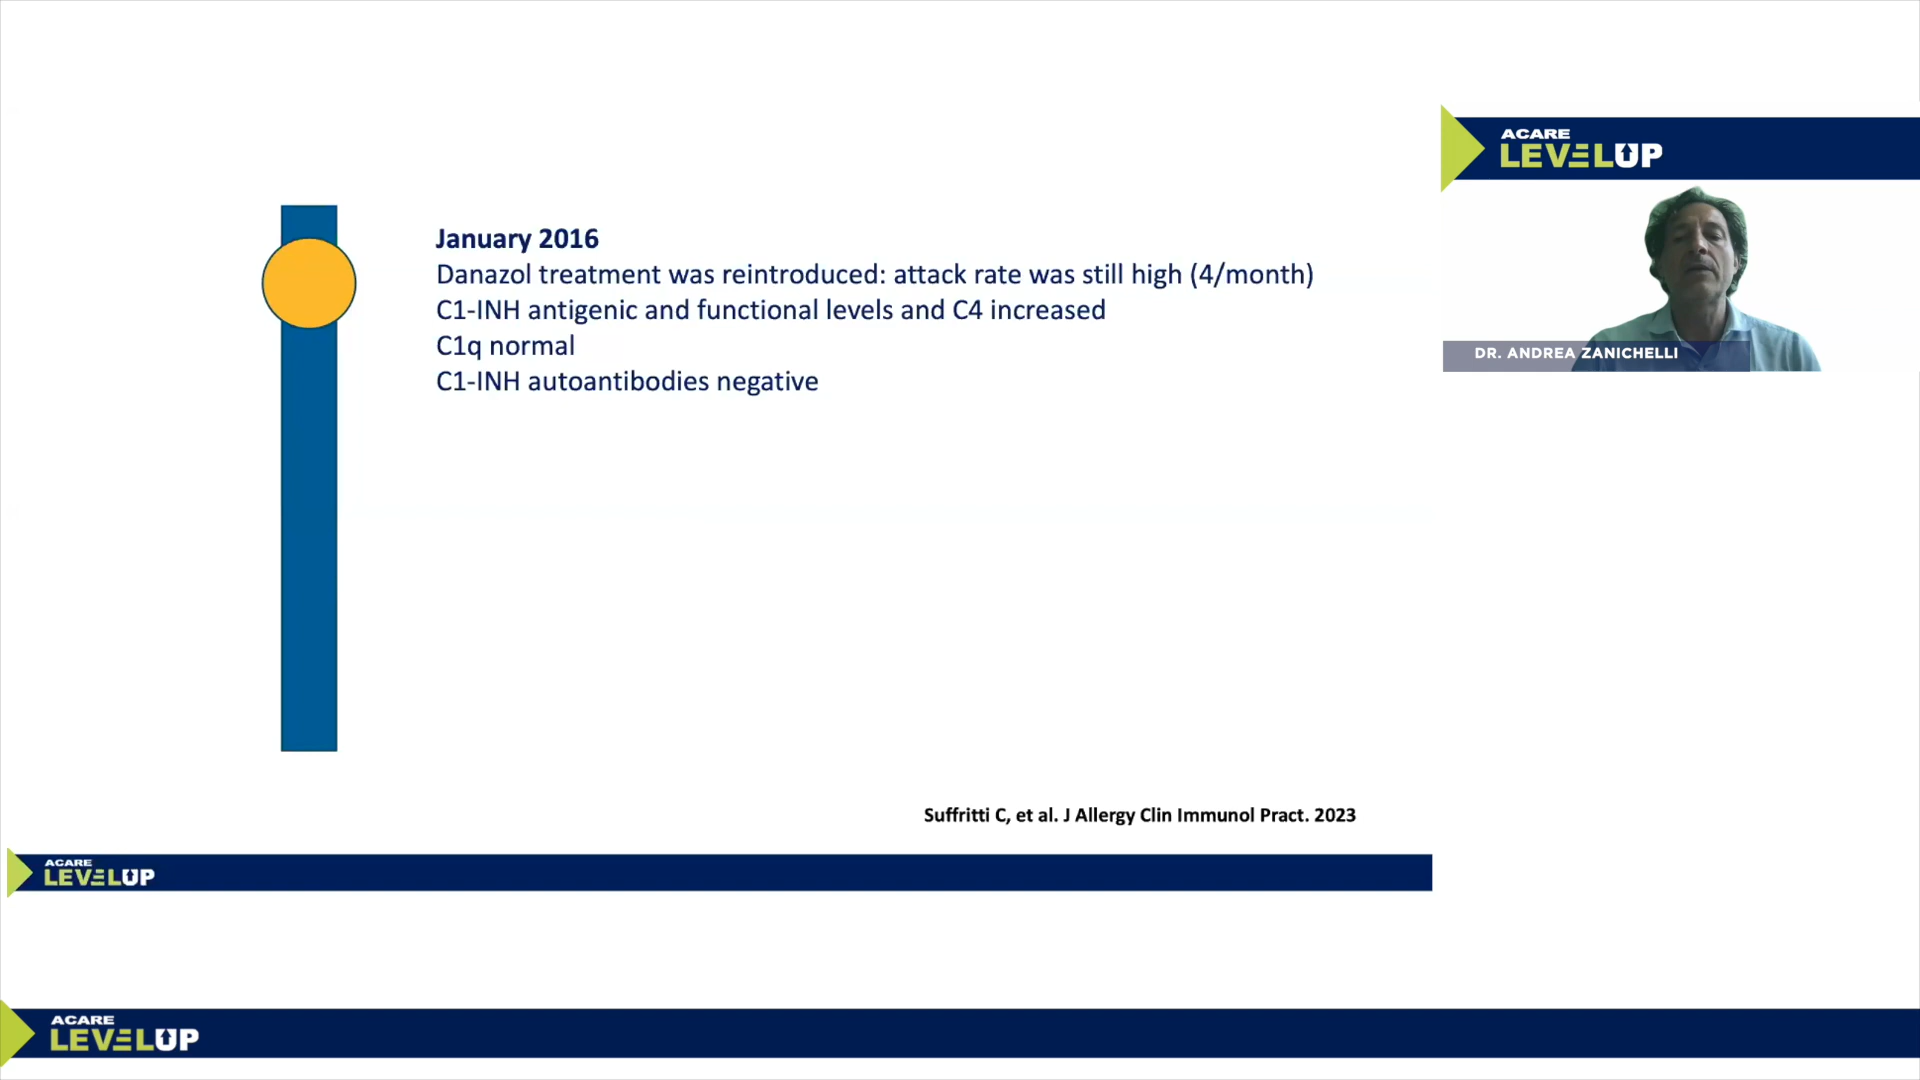 January 2016
Danazol treatment was reintroduced: attack rate was still high (4/month)
C1-INH antigenic and functional levels and C4 increased
C1q normal
C1-INH autoantibodies negative
Suffritti C, et al. J Allergy Clin Immunol Pract. 2023
ACARE
LEVELUP
ACARE
LEVELUP
DR. ANDREA ZANICHELLI
ACARE
LEVELUP